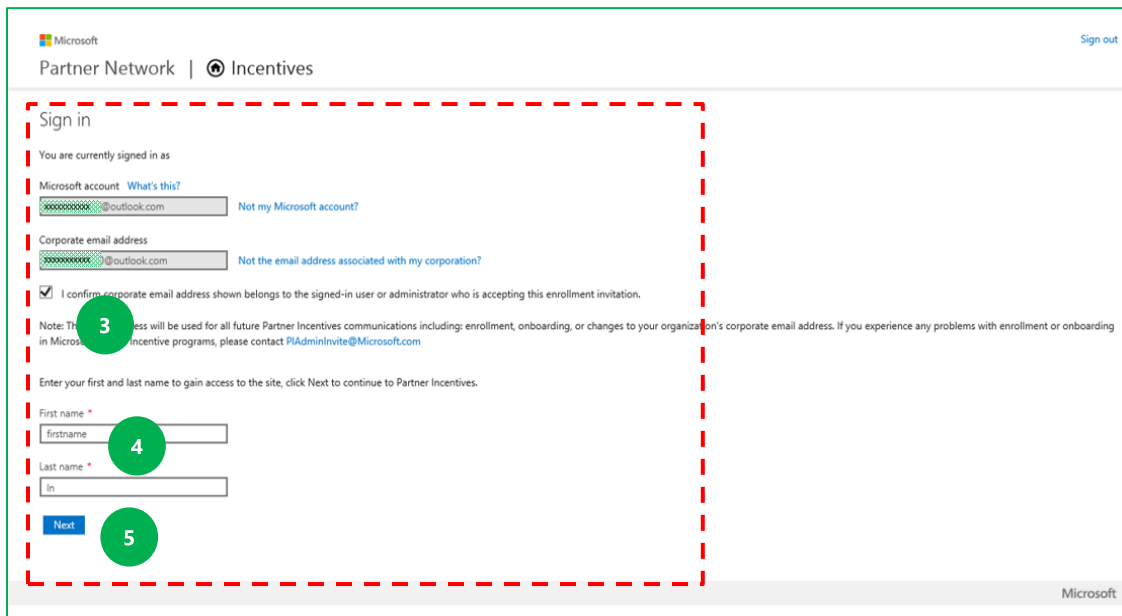 Microsoft
Sign out
Partner Network | Incentives
Sign in
You are currently signed in as
Microsoft account What's this?
xxxxxxxxxxx @outlook.com Not my Microsoft account?
Corporate email address
xxxxxxxxxxx @outlook.com Not the email address associated with my corporation?
I confirm corporate email address shown belongs to the signed-in user or administrator who is accepting this enrollment invitation.
3
Note: will be used for all future Partner Incentives communications including: enrollment, onboarding, or changes to your organization's corporate email address. If you experience any problems with enrollment or onboarding
in incentive programs, please contact PIAdminInvite@Microsoft.com
Enter your first and last name to gain access to the site, click Next to continue to Partner Incentives.
First name *
firstname
4
Last name *
ln
Next
5
Microsoft